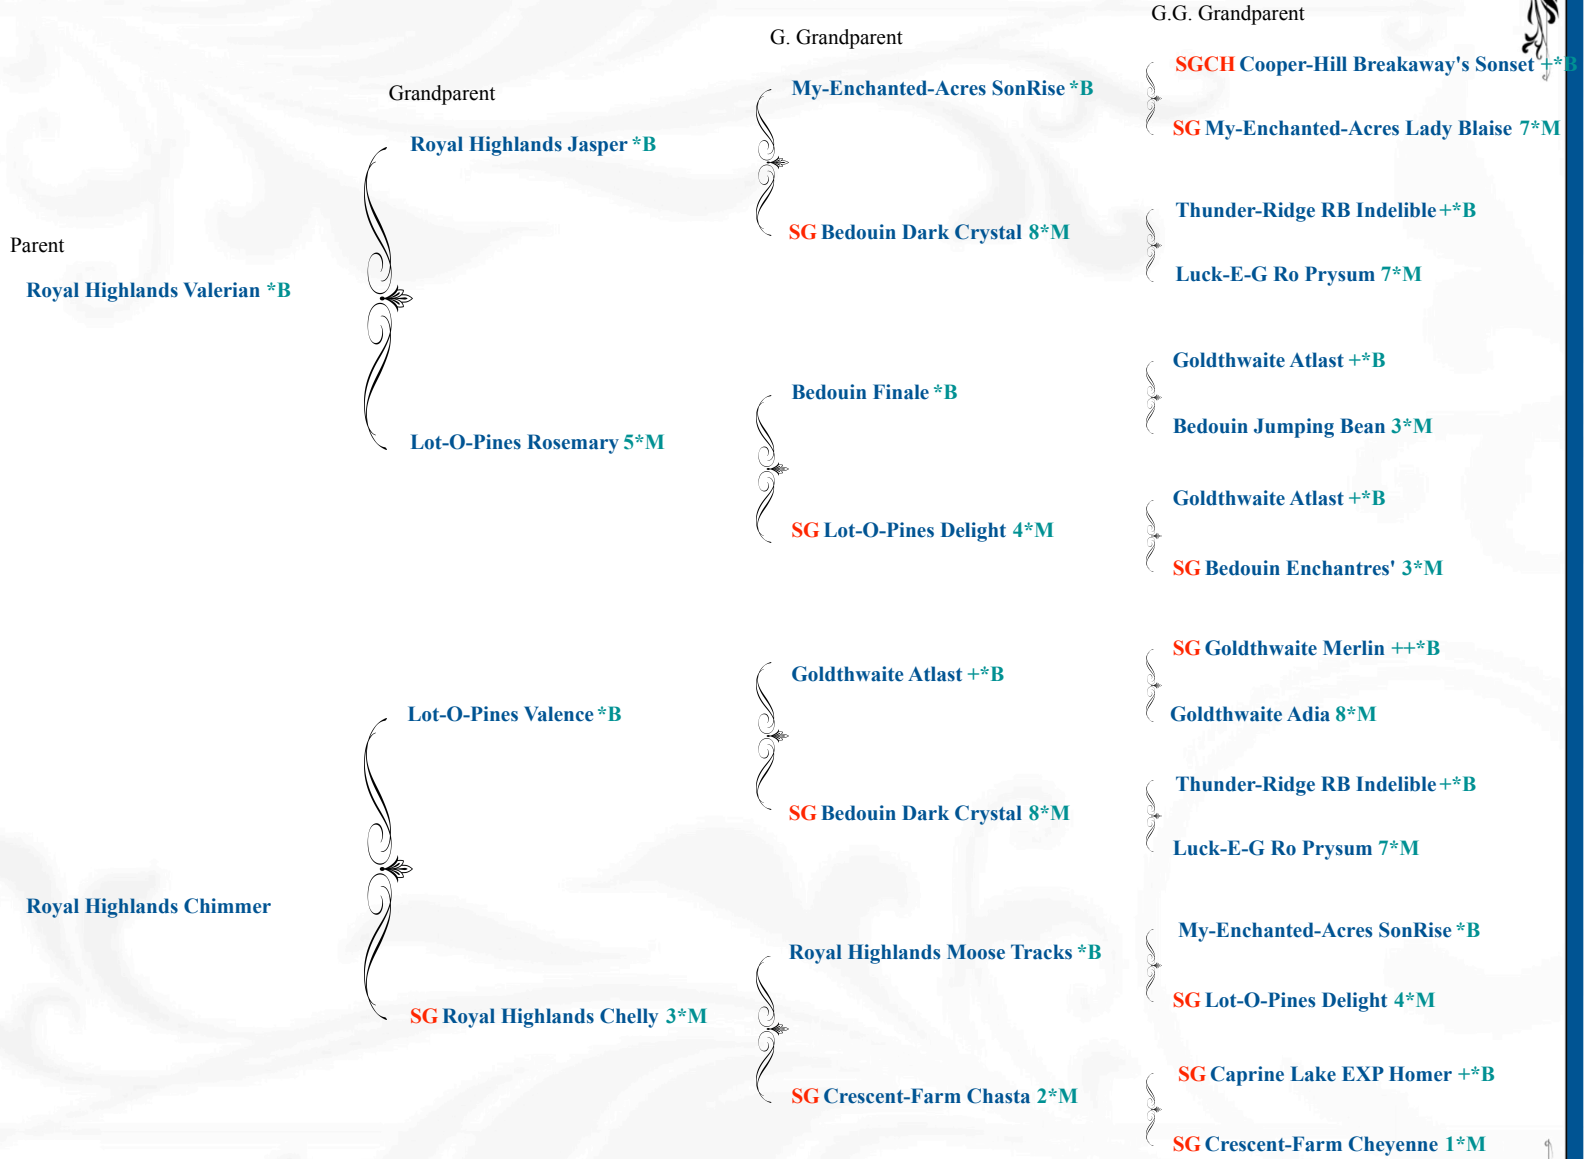 G.G. Grandparent
G. Grandparent
Grandparent
Parent
Royal Highlands Valerian *B
Royal Highlands Chimmer
Royal Highlands Jasper *B
Lot-O-Pines Rosemary 5*M
Lot-O-Pines Valence *B
SG Royal Highlands Chelly 3*M
My-Enchanted-Acres SonRise *B
SG Bedouin Dark Crystal 8*M
Bedouin Finale *B
SG Lot-O-Pines Delight 4*M
Goldthwaite Atlast +*B
SG Bedouin Dark Crystal 8*M
Royal Highlands Moose Tracks *B
SG Crescent-Farm Chasta 2*M
SGCH Cooper-Hill Breakaway's Sonset +*B
SG My-Enchanted-Acres Lady Blaise 7*M
Thunder-Ridge RB Indelible +*B
Luck-E-G Ro Prysum 7*M
Goldthwaite Atlast +*B
Bedouin Jumping Bean 3*M
Goldthwaite Atlast +*B
SG Bedouin Enchantres' 3*M
SG Goldthwaite Merlin ++*B
Goldthwaite Adia 8*M
Thunder-Ridge RB Indelible +*B
Luck-E-G Ro Prysum 7*M
My-Enchanted-Acres SonRise *B
SG Lot-O-Pines Delight 4*M
SG Caprine Lake EXP Homer +*B
SG Crescent-Farm Cheyenne 1*M